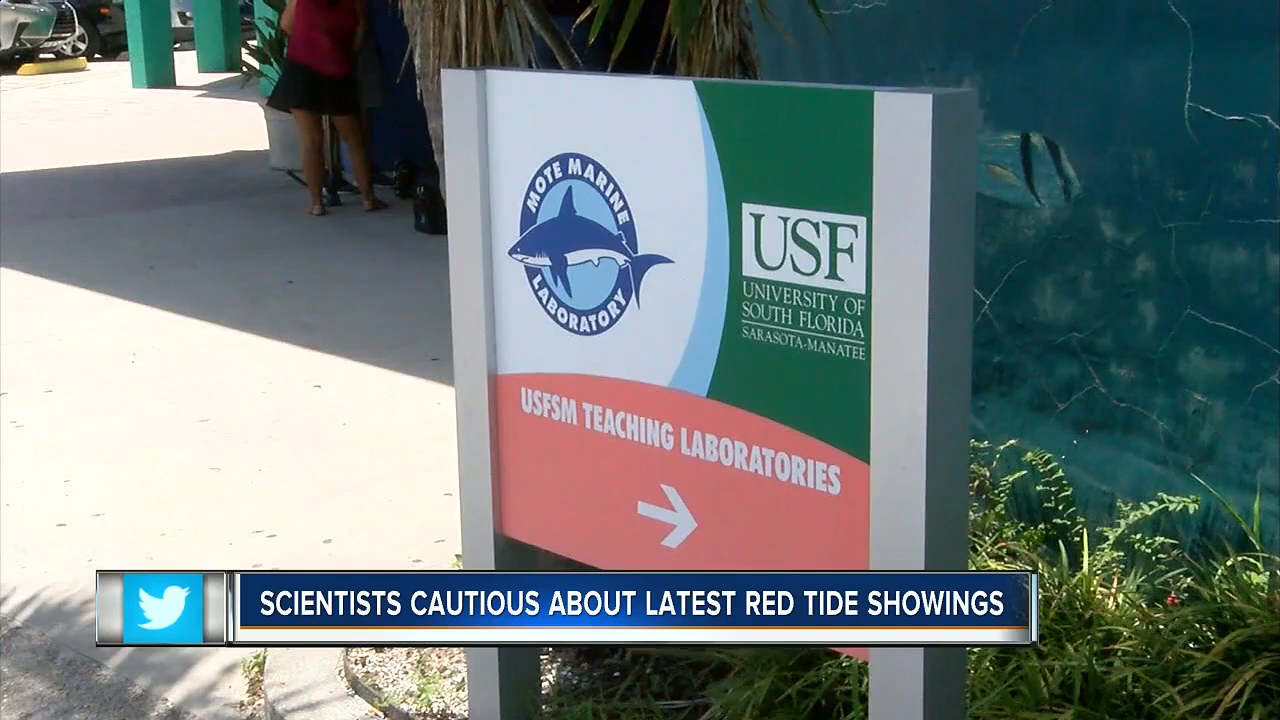 MOTE MARINE
LABORATORY
USF
UNIVERSITY OF
SOUTH FLORIDA
SARASOTA-MANATEE
USFSM TEACHING LABORATORIES
SCIENTISTS CAUTIOUS ABOUT LATEST RED TIDE SHOWINGS